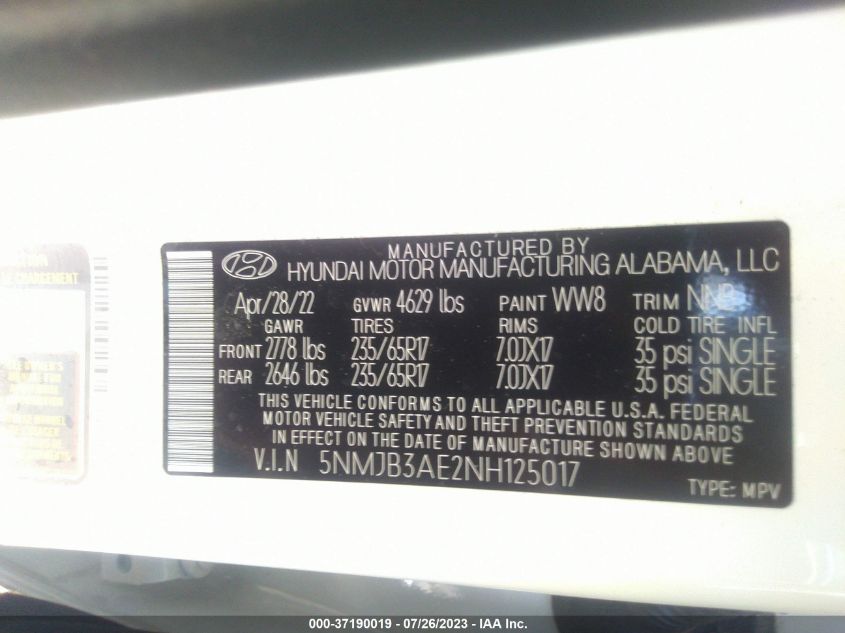 MANUFACTURED BY
HYUNDAI MOTOR MANUFACTURING ALABAMA, LLC
Apr/28/22 GVWR 4629 lbs PAINT WW8 TRIM NNB
GAWR TIRES RIMS COLD TIRE INFL
FRONT 2778 lbs 235/65R17 7.0JX17 35 psi SINGLE
REAR 2646 lbs 235/65R17 7.0JX17 35 psi SINGLE
THIS VEHICLE CONFORMS TO ALL APPLICABLE U.S.A. FEDERAL
MOTOR VEHICLE SAFETY AND THEFT PREVENTION STANDARDS
IN EFFECT ON THE DATE OF MANUFACTURE SHOWN ABOVE
V.I.N 5NMJB3AE2NH125017
TYPE: MPV
CHARGEMENT
000-37190019 - 07/26/2023 - IAA Inc.